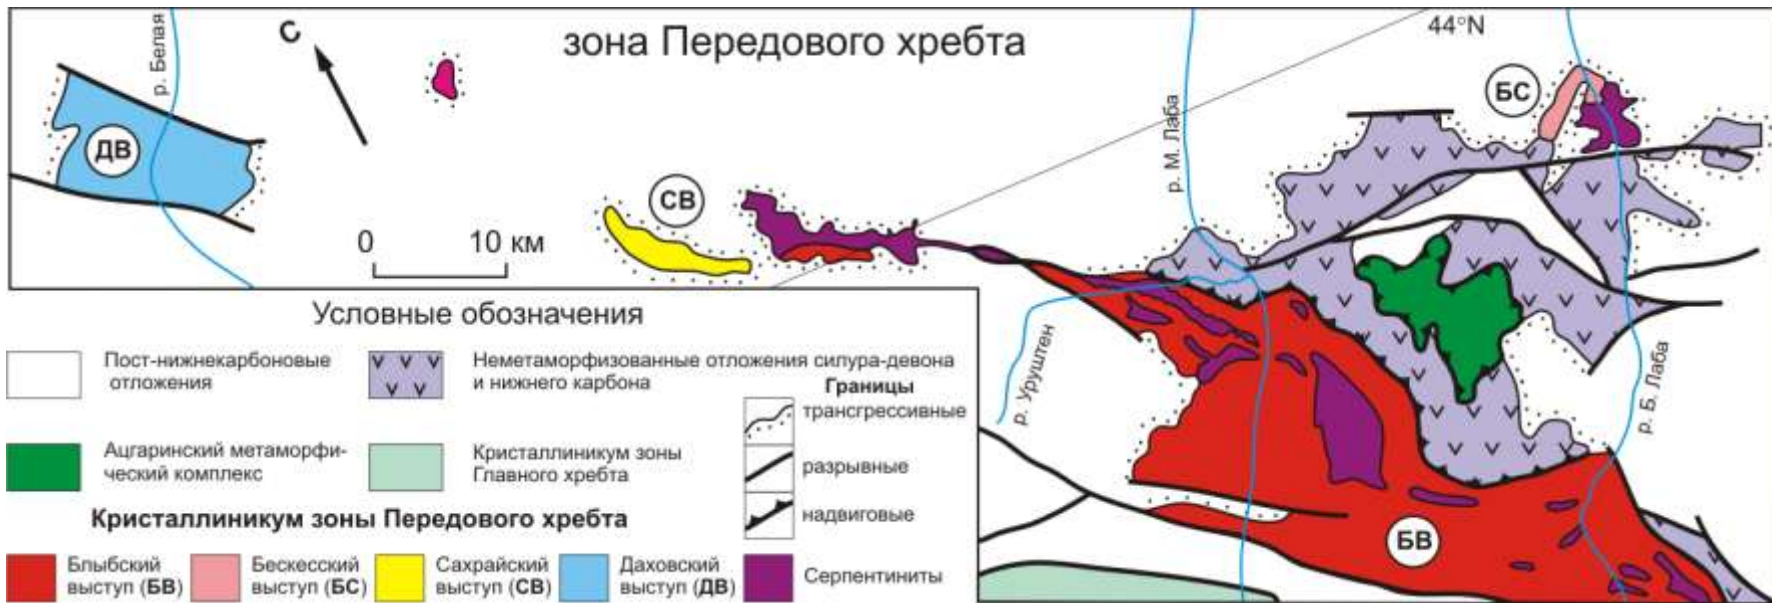 зона Передового хребта
44°N
С
р. Белая
р. М. Лаба
БС
ДВ
СВ
0 10 км
р. Уруштен
р. Б. Лаба
БВ
Условные обозначения
Пост-нижнекарбоновые
отложения
Неметаморфизованные отложения силура-девона
и нижнего карбона
Ацгаринский метаморфи-
ческий комплекс
Кристаллиникум зоны
Главного хребта
Границы
трансгрессивные
разрывные
надвиговые
Кристаллиникум зоны Передового хребта
Блыбский
выступ (БВ)
Бескесский
выступ (БС)
Сахрайский
выступ (СВ)
Даховский
выступ (ДВ)
Серпентиниты